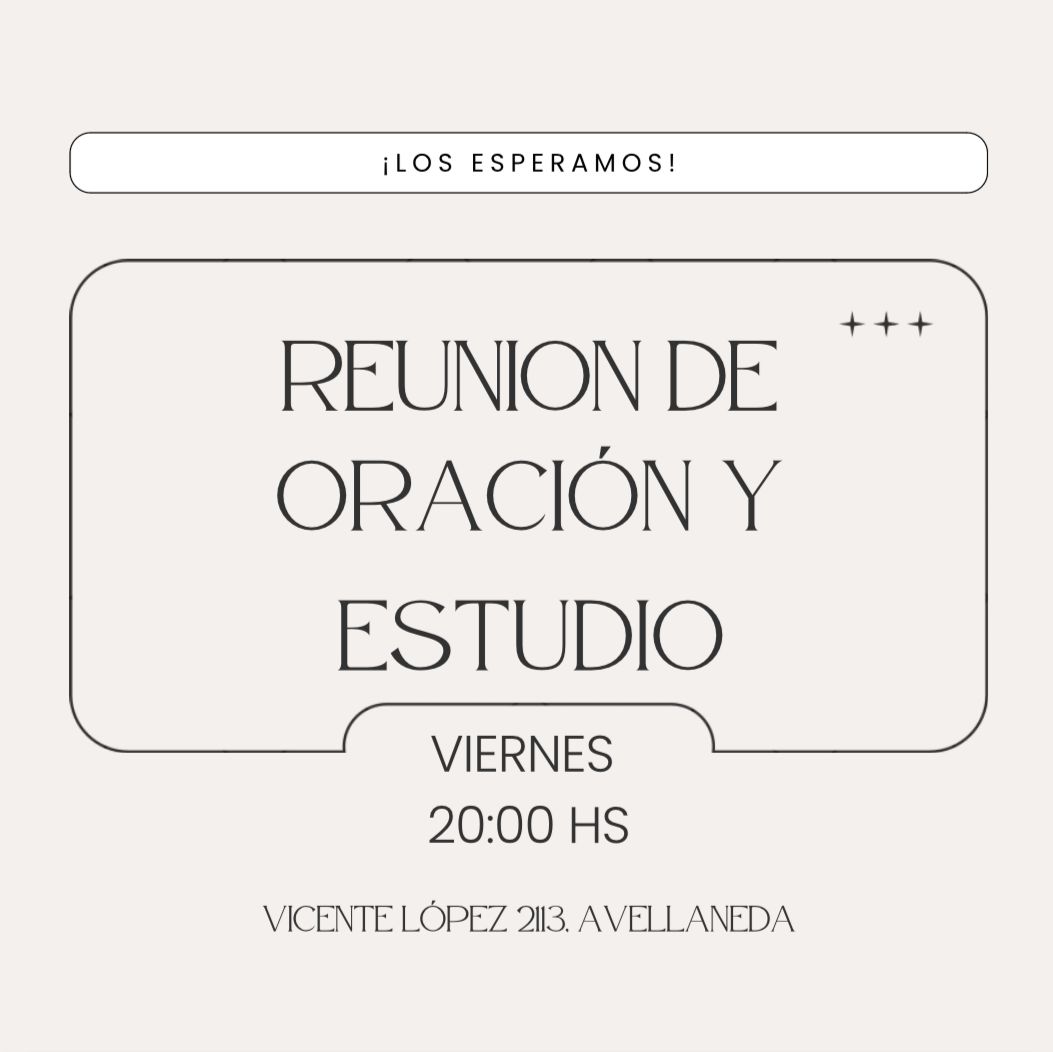 ¡LOS ESPERAMOS!
REUNION DE
ORACIÓN Y
ESTUDIO
VIERNES
20:00 HS
VICENTE LÓPEZ 2113, AVELLANEDA